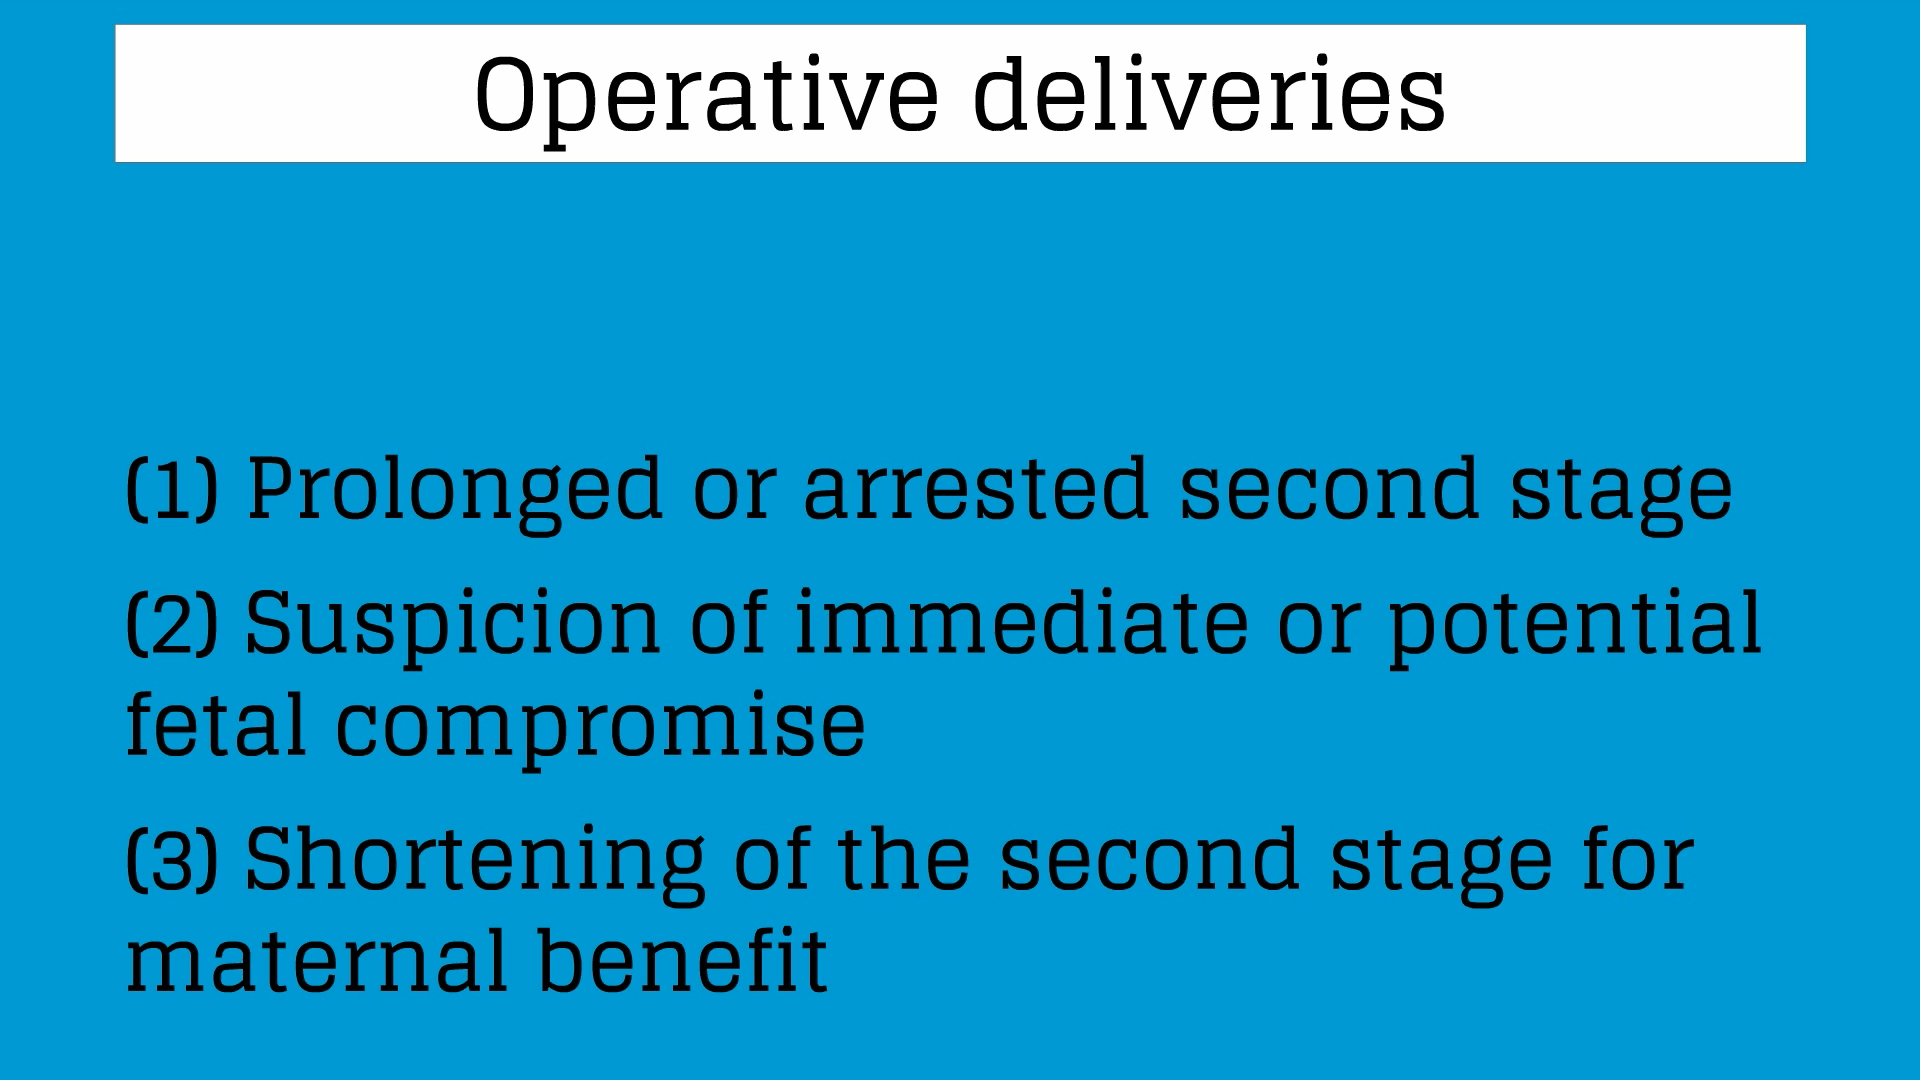 Operative deliveries
(1) Prolonged or arrested second stage
(2) Suspicion of immediate or potential
fetal compromise
(3) Shortening of the second stage for
maternal benefit